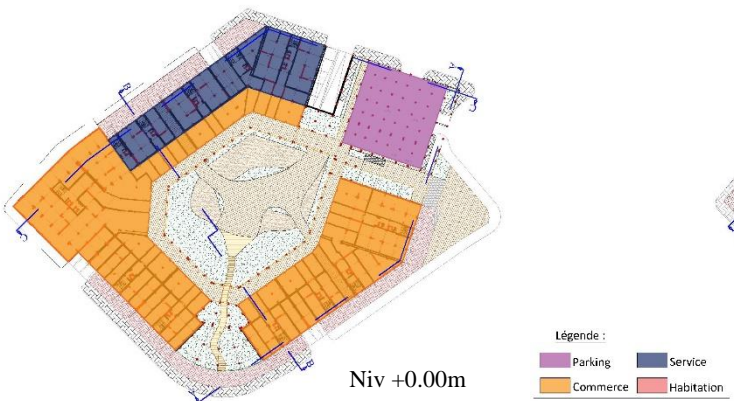 A
C
B
C
B
A
Niv +0.00m
Légende :
Parking
Service
Commerce
Habitation